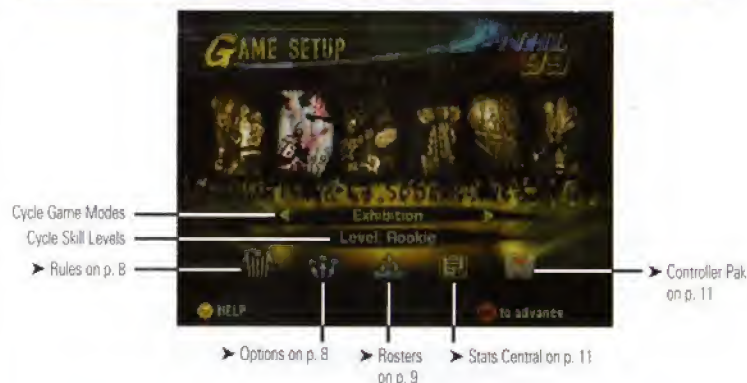 GAME SETUP
NHL
99
Cycle Game Modes
Exhibition
Cycle Skill Levels
Level: Rookie
➤ Rules on p. 8
➤ Controller Pak
on p. 11
HELP
to advance
➤ Options on p. 8
➤ Rosters
on p. 9
➤ Stats Central on p. 11